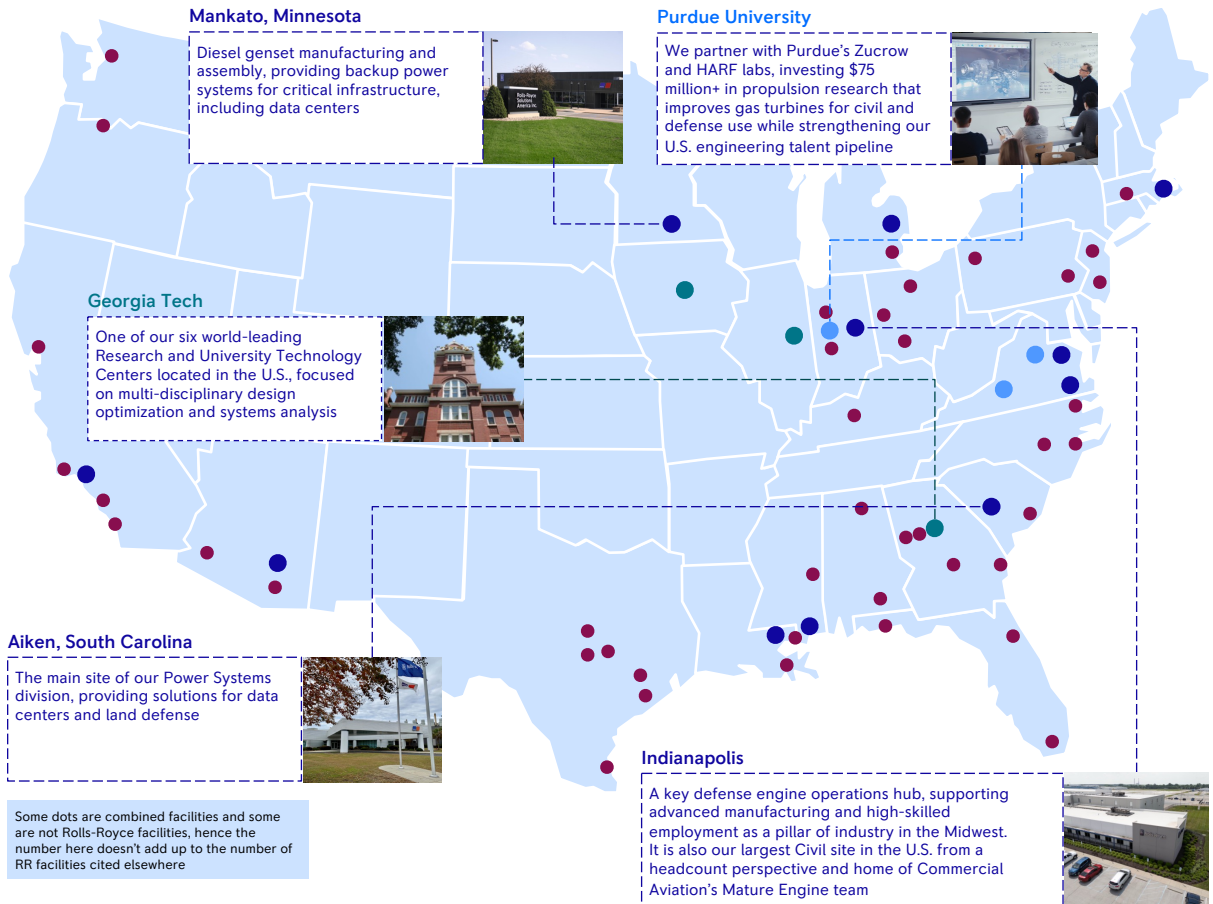 Mankato, Minnesota
Diesel genset manufacturing and
assembly, providing backup power
systems for critical infrastructure,
including data centers
Rolls-Royce
Solutions
America Inc.
Purdue University
We partner with Purdue's Zucrow
and HARF labs, investing $75
million+ in propulsion research that
improves gas turbines for civil and
defense use while strengthening our
U.S. engineering talent pipeline
Georgia Tech
One of our six world-leading
Research and University Technology
Centers located in the U.S., focused
on multi-disciplinary design
optimization and systems analysis
Aiken, South Carolina
The main site of our Power Systems
division, providing solutions for data
centers and land defense
Some dots are combined facilities and some
are not Rolls-Royce facilities, hence the
number here doesn't add up to the number of
RR facilities cited elsewhere
Indianapolis
A key defense engine operations hub, supporting
advanced manufacturing and high-skilled
employment as a pillar of industry in the Midwest.
It is also our largest Civil site in the U.S. from a
headcount perspective and home of Commercial
Aviation's Mature Engine team